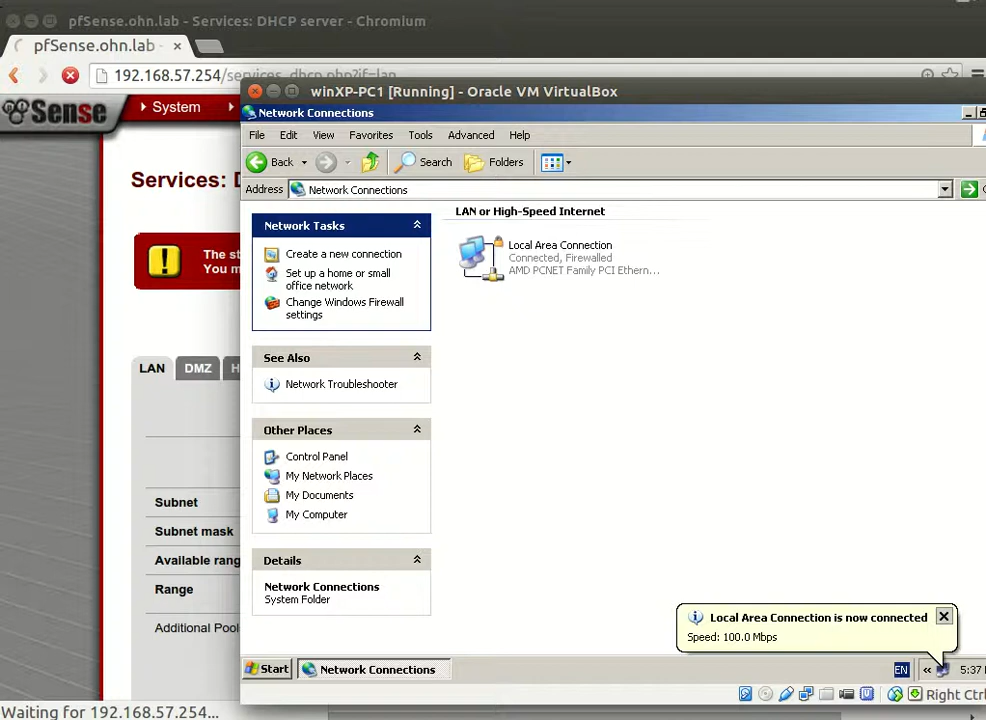 pfSense.ohn.lab - Services: DHCP server - Chromium
pfSense.ohn.lab -
192.168.57.254/services_dhcp.php?if=lan
Sense
System
Services:
The st
You m
LAN
DMZ
H
Subnet
Subnet mask
Available rang
Range
Additional Pool
Waiting for 192.168.57.254...
winXP-PC1 [Running] - Oracle VM VirtualBox
Network Connections
File Edit View Favorites Tools Advanced Help
Back Search Folders
Address Network Connections
Network Tasks
Create a new connection
Set up a home or small
office network
Change Windows Firewall
settings
See Also
Network Troubleshooter
Other Places
Control Panel
My Network Places
My Documents
My Computer
Details
Network Connections
System Folder
LAN or High-Speed Internet
Local Area Connection
Connected, Firewalled
AMD PCNET Family PCI Ethern...
Local Area Connection is now connected
Speed: 100.0 Mbps
Start Network Connections EN « 5:37
Right Ctrl